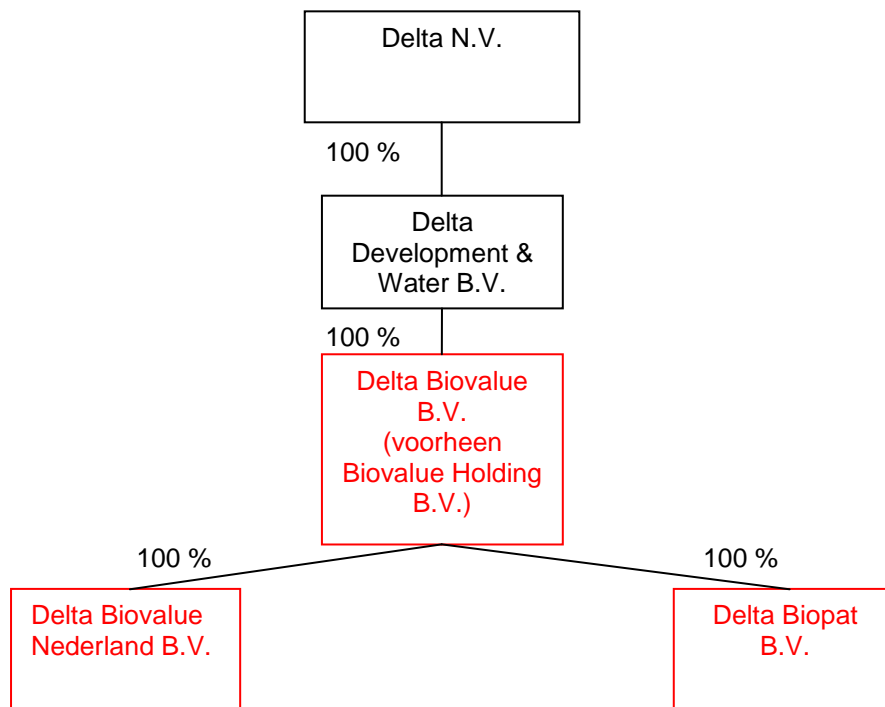 Delta N.V.
100 %
Delta
Development &
Water B.V.
100 %
Delta Biovalue
B.V.
(voorheen
Biovalue Holding
B.V.)
100 %
100 %
Delta Biovalue
Nederland B.V.
Delta Biopat
B.V.